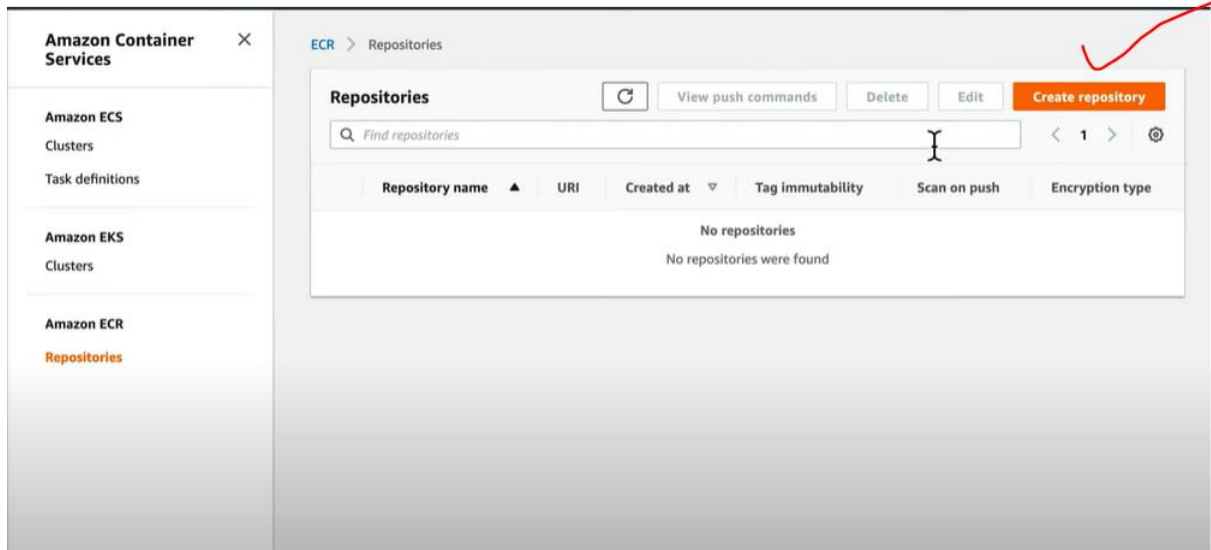 Amazon Container
Services
Amazon ECS
Clusters
Task definitions
Amazon EKS
Clusters
Amazon ECR
Repositories
ECR > Repositories
Repositories
View push commands
Delete
Edit
Create repository
Find repositories
< 1 >
Repository name URI Created at Tag immutability Scan on push Encryption type
No repositories
No repositories were found